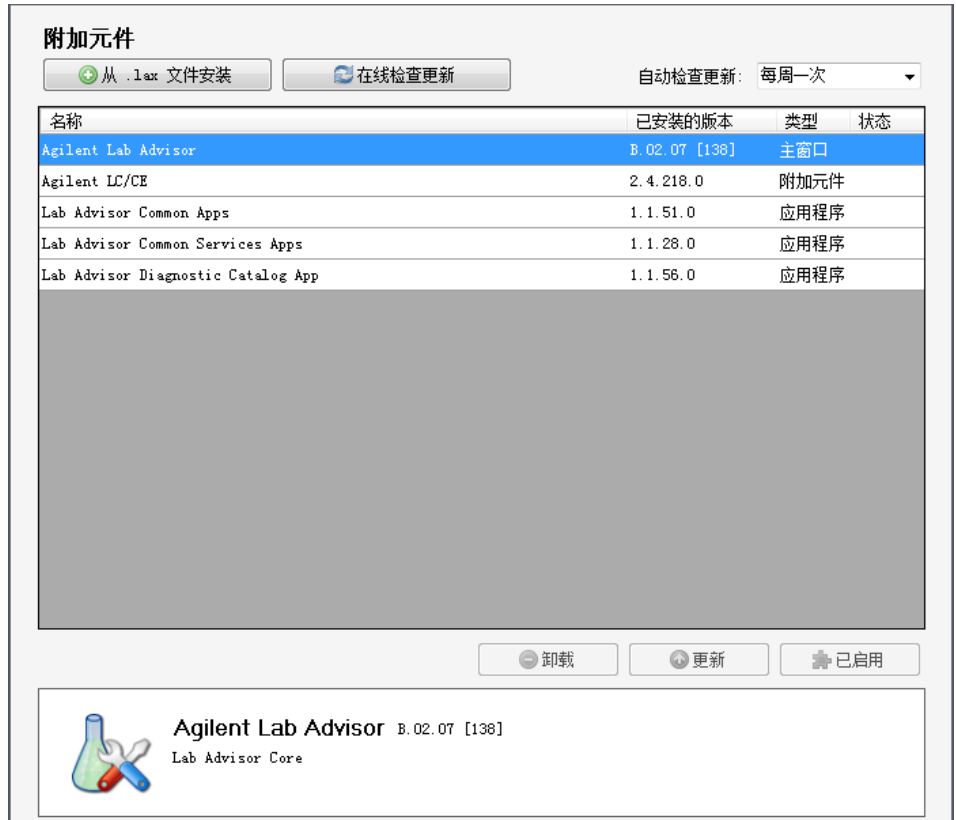 附加元件
从 .lax 文件安装 在线检查更新 自动检查更新: 每周一次
名称 已安装的版本 类型 状态
Agilent Lab Advisor B.02.07 [138] 主窗口
Agilent LC/CE 2.4.218.0 附加元件
Lab Advisor Common Apps 1.1.51.0 应用程序
Lab Advisor Common Services Apps 1.1.28.0 应用程序
Lab Advisor Diagnostic Catalog App 1.1.56.0 应用程序
卸载 更新 已启用
Agilent Lab Advisor B.02.07 [138]
Lab Advisor Core